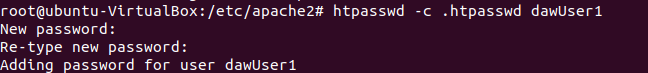 root@ubuntu-VirtualBox:/etc/apache2# htpasswd -c .htpasswd dawUser1
New password:
Re-type new password:
Adding password for user dawUser1